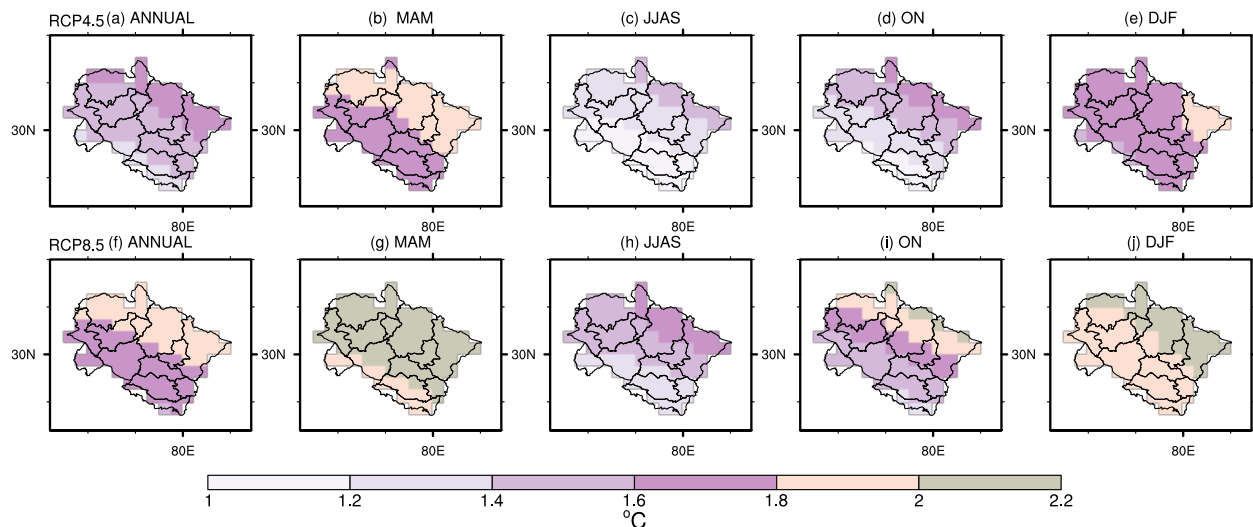 RCP4.5 (a) ANNUAL (b) MAM (c) JJAS (d) ON (e) DJF
30N 30N 30N 30N 30N
80E 80E 80E 80E 80E
RCP8.5 (f) ANNUAL (g) MAM (h) JJAS (i) ON (j) DJF
30N 30N 30N 30N 30N
80E 80E 80E 80E 80E
1 1.2 1.4 1.6 1.8 2 2.2
°C